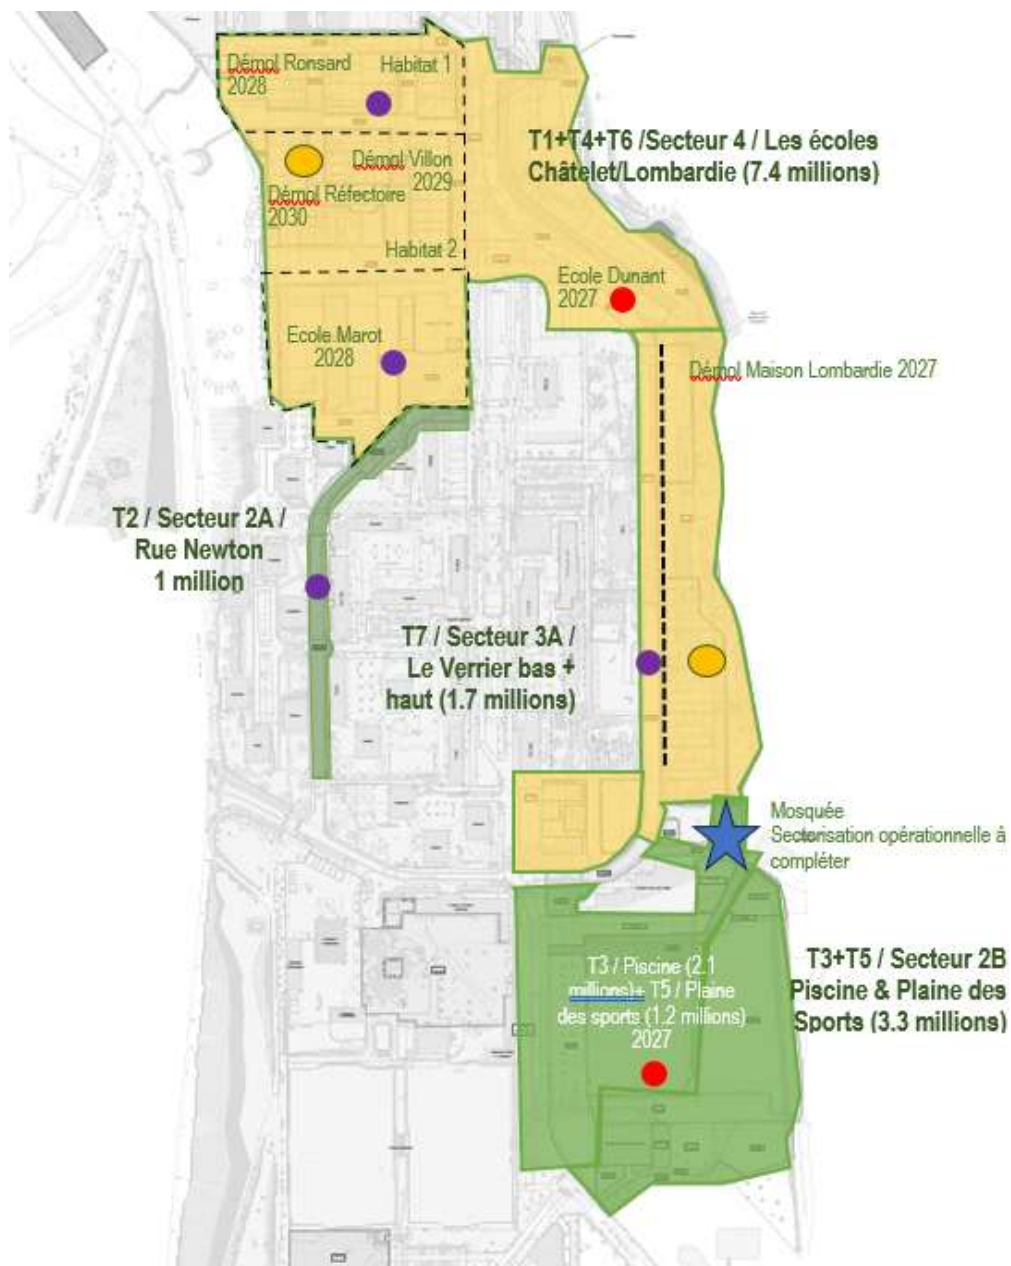 Démol Ronsard
2028
Habitat 1
T1+T4+T6 /Secteur 4 / Les écoles
Châtelet/Lombardie (7.4 millions)
Démol Villon
2029
Démol Réfectoire
2030
Habitat 2
Ecole Dunant
2027
Ecole Marot
2028
Démol Maison Lombardie 2027
T2 / Secteur 2A /
Rue Newton
1 million
T7 / Secteur 3A /
Le Verrier bas +
haut (1.7 millions)
Mosquée
Sectorisation opérationnelle à
compléter
T3 / Piscine (2.1
millions)+ T5 / Plaine
des sports (1.2 millions)
2027
T3+T5 / Secteur 2B
Piscine & Plaine des
Sports (3.3 millions)